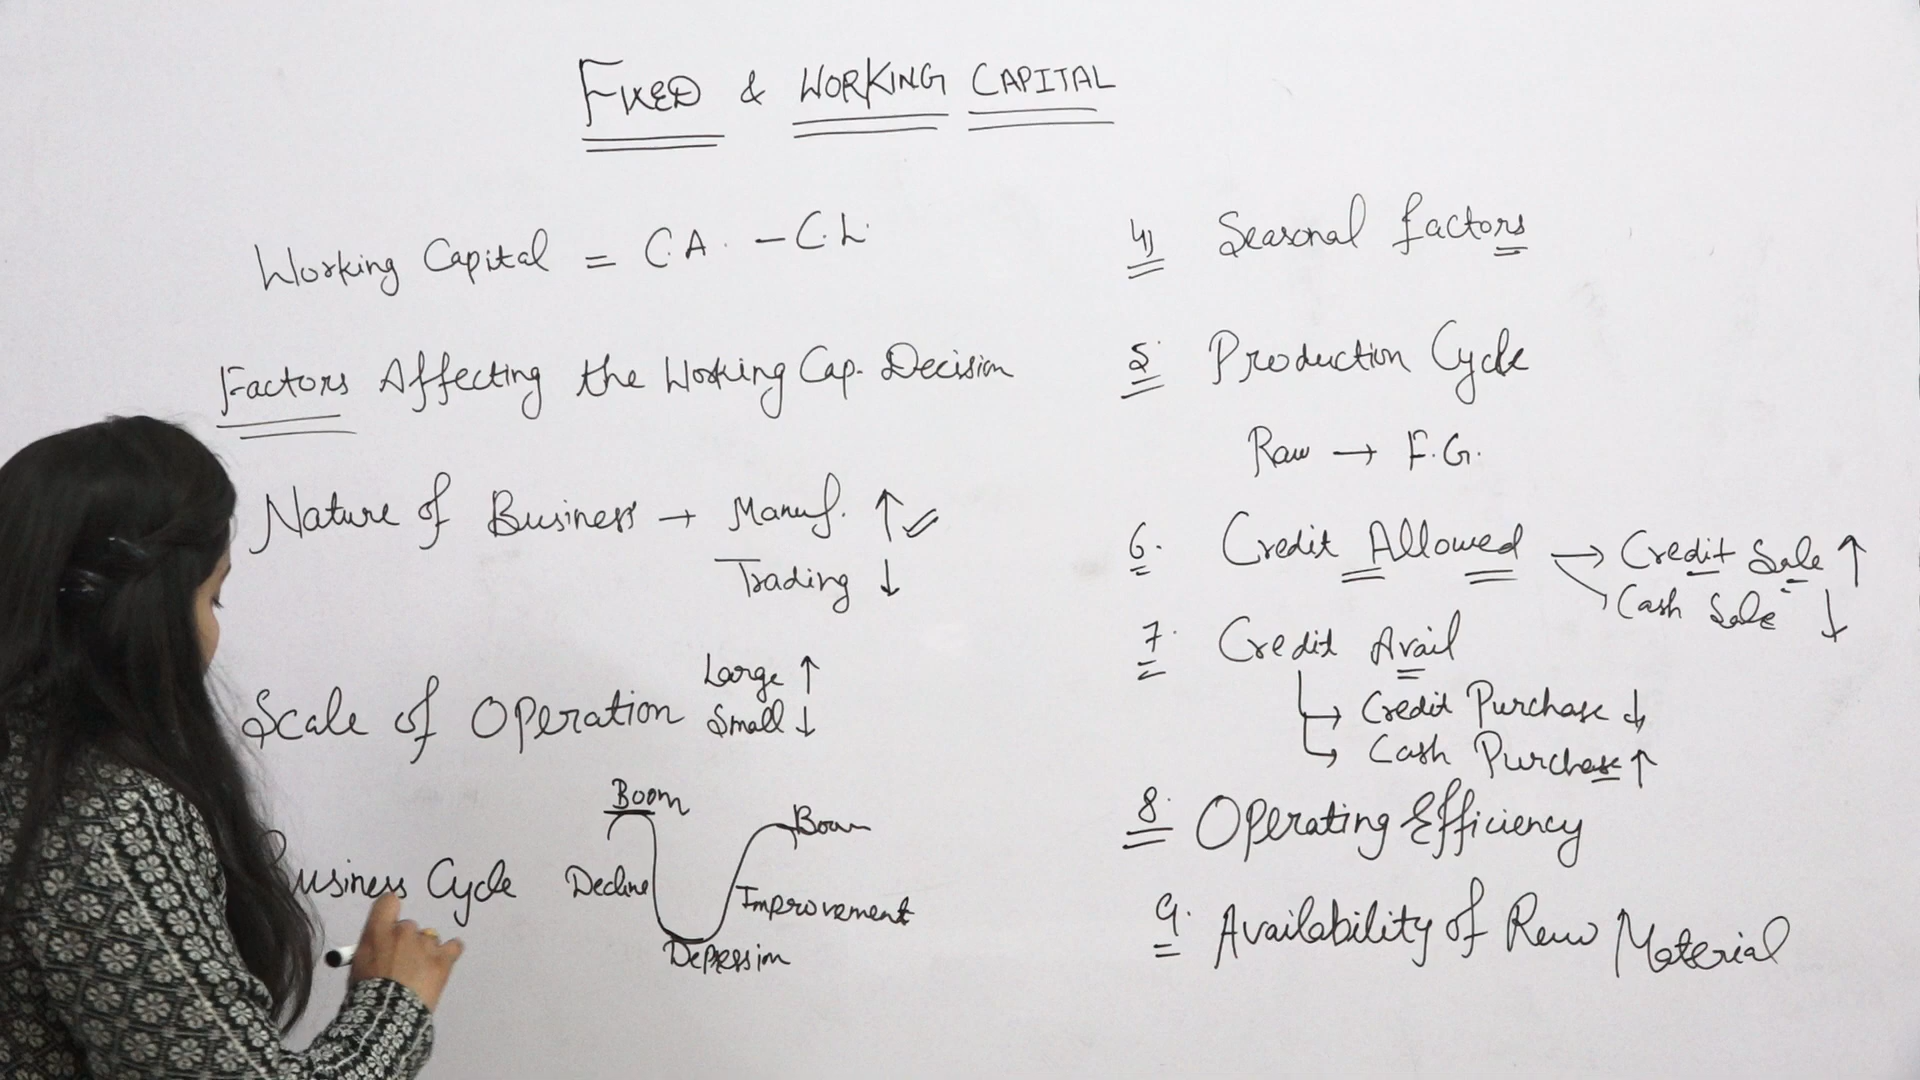 FIXED & WORKING CAPITAL
Working Capital = C.A. - C.L.
Factors Affecting the Working Cap. Decision
Nature of Business → Manuf. ↑
Trading ↓
Scale of Operation Large ↑
Small ↓
Business Cycle
Boom
Decline
Depression
Improvement
Boom
4) Seasonal factors
5. Production Cycle
Raw → F.G.
6. Credit Allowed → Credit Sale ↑
Cash Sale ↓
7. Credit Avail
→ Credit Purchase ↓
→ Cash Purchase ↑
8. Operating Efficiency
9. Availability of Raw Material